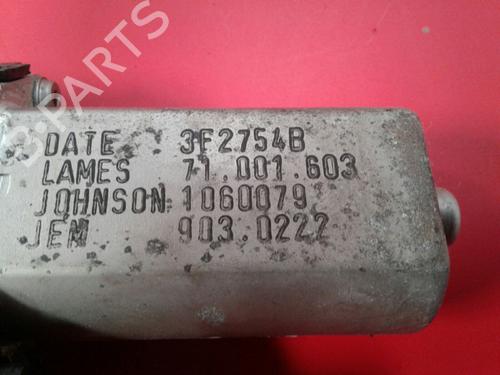 DATE 3F2754B
LAMES 71.001.603
JOHNSON 1060079
JEM 903.0222
B-PARTS